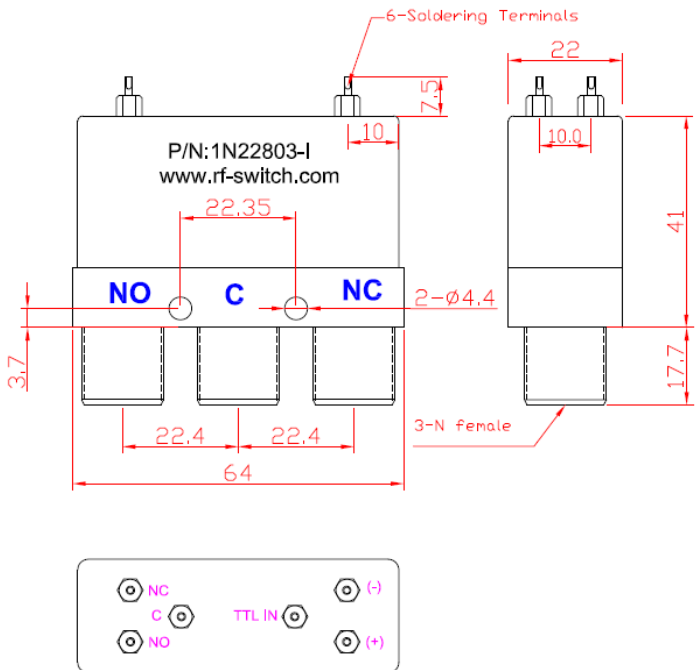 6-Soldering Terminals
22
7.5
10
10.0
P/N:1N22803-I
www.rf-switch.com
22.35
41
NO C NC
2-Ø4.4
3.7
17.7
22.4 22.4
3-N female
64
NC (-)
C TTL IN
NO (+)